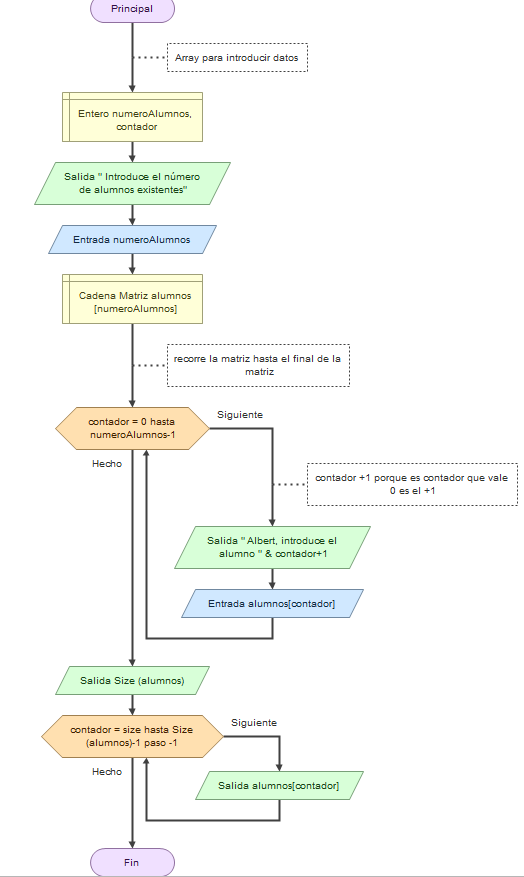 Principal
Array para introducir datos
Entero numeroAlumnos,
contador
Salida " Introduce el número
de alumnos existentes"
Entrada numeroAlumnos
Cadena Matriz alumnos
[numeroAlumnos]
recorre la matriz hasta el final de la
matriz
contador = 0 hasta
numeroAlumnos-1
Siguiente
Hecho
contador +1 porque es contador que vale
0 es el +1
Salida " Albert, introduce el
alumno " & contador+1
Entrada alumnos[contador]
Salida Size (alumnos)
contador = size hasta Size
(alumnos)-1 paso -1
Siguiente
Hecho
Salida alumnos[contador]
Fin